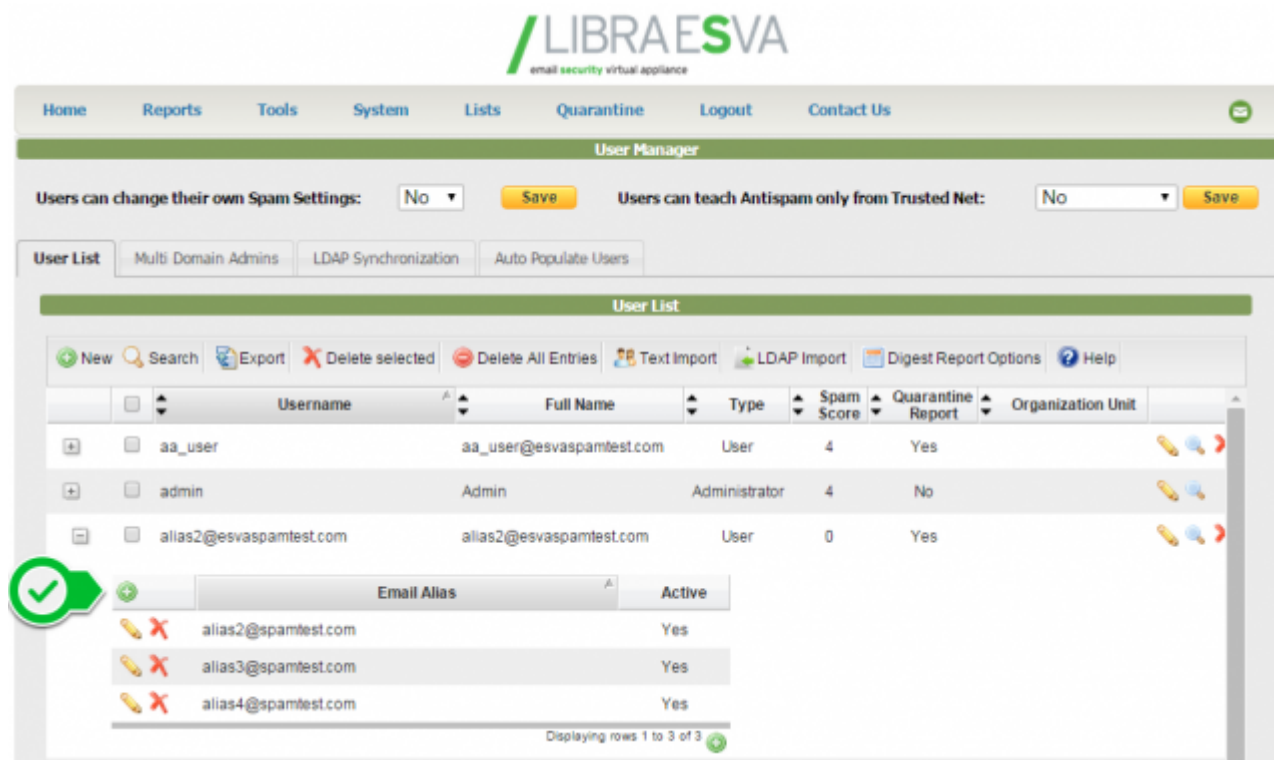 LIBRAESVA
email security virtual appliance
Home Reports Tools System Lists Quarantine Logout Contact Us
User Manager
Users can change their own Spam Settings: No Save Users can teach Antispam only from Trusted Net: No Save
User List Multi Domain Admins LDAP Synchronization Auto Populate Users
User List
New Search Export Delete selected Delete All Entries Text Import LDAP Import Digest Report Options Help
Username Full Name Type Spam Score Quarantine Report Organization Unit
aa_user aa_user@esvaspamtest.com User 4 Yes
admin Admin Administrator 4 No
alias2@esvaspamtest.com alias2@esvaspamtest.com User 0 Yes
Email Alias Active
alias2@spamtest.com Yes
alias3@spamtest.com Yes
alias4@spamtest.com Yes
Displaying rows 1 to 3 of 3